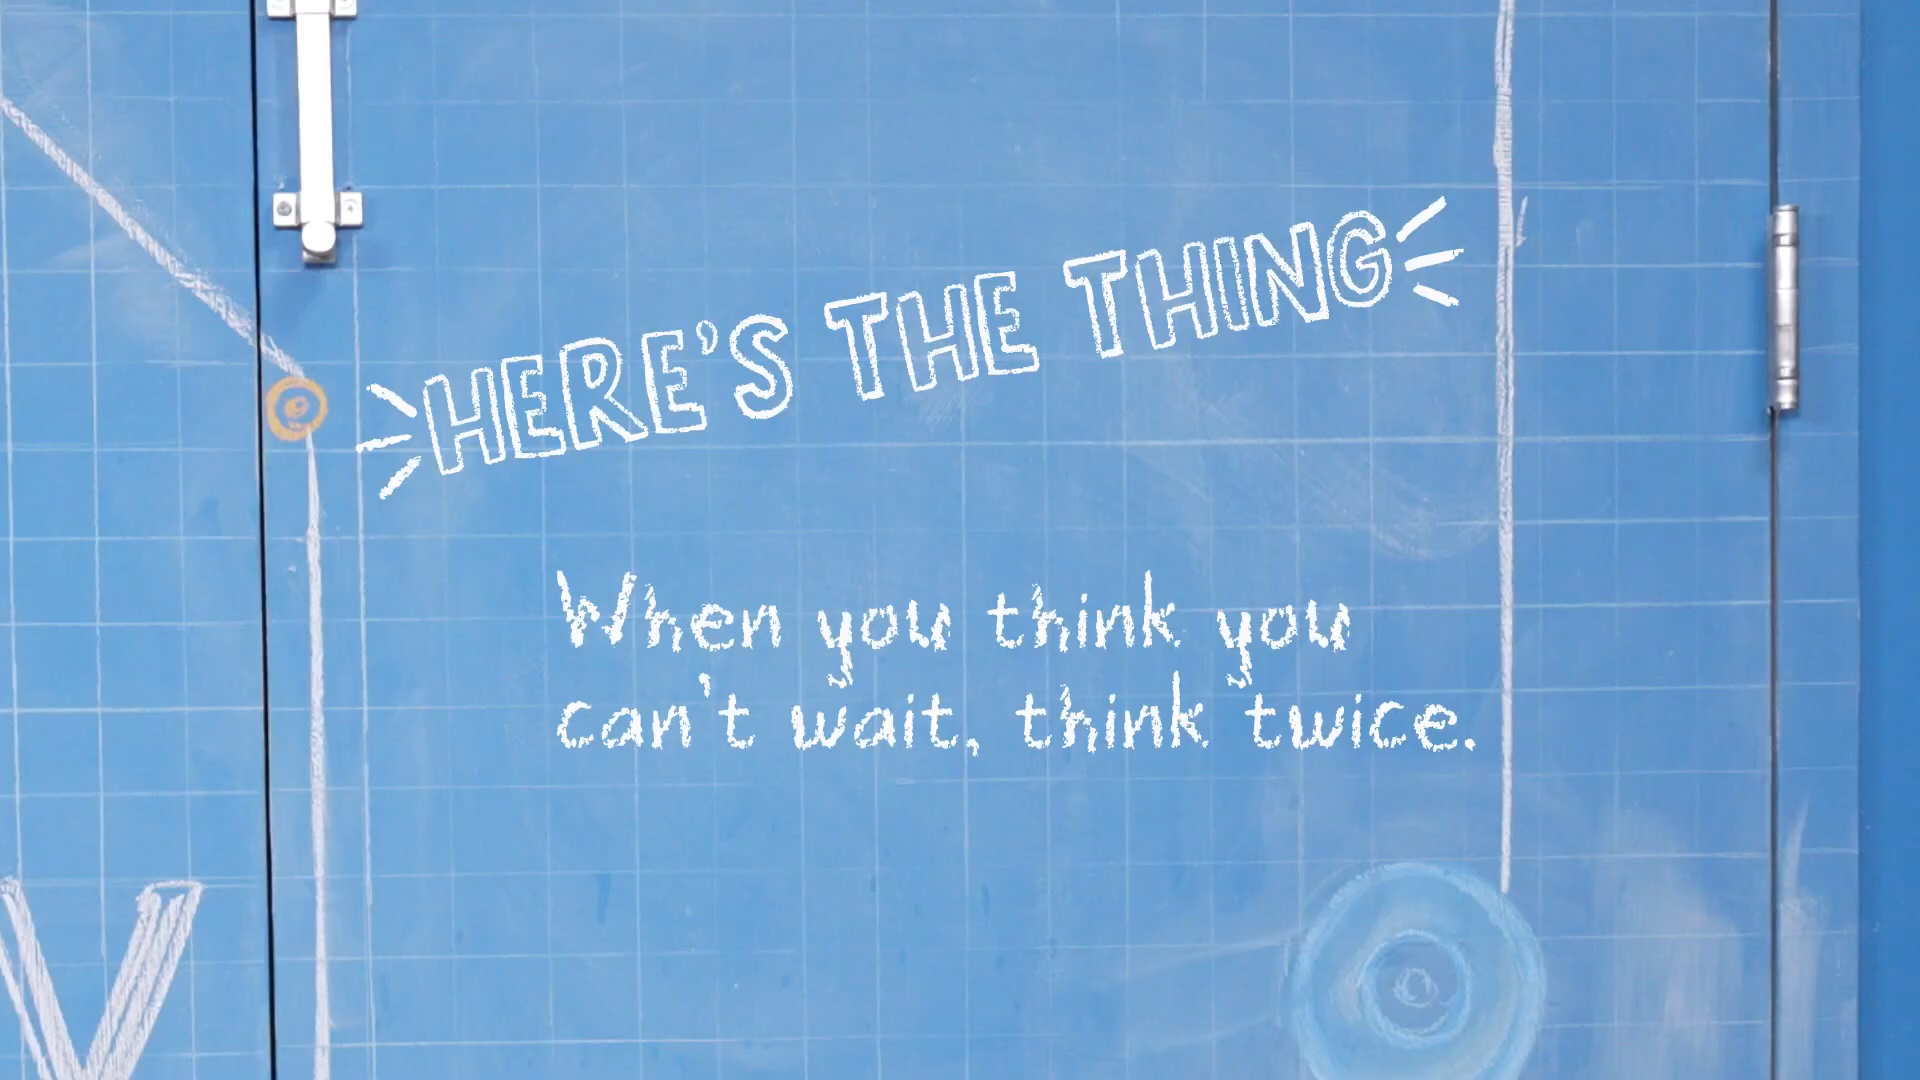 HERE'S THE THING
When you think you
can't wait, think twice.